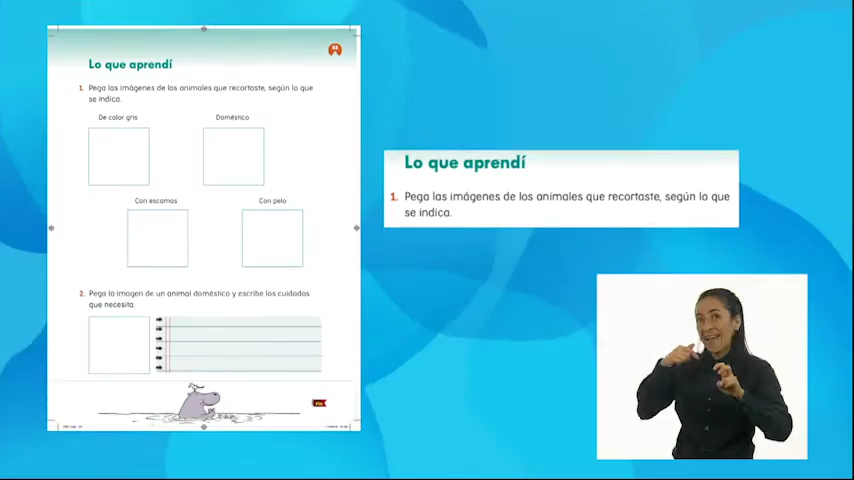 Lo que aprendí
1. Pega las imágenes de los animales que recortaste, según lo que
se indica.
De color gris
Doméstico
Con escamas
Con pelo
2. Pega la imagen de un animal doméstico y escribe los cuidados
que necesita.
Lo que aprendí
1. Pega las imágenes de los animales que recortaste, según lo que
se indica.